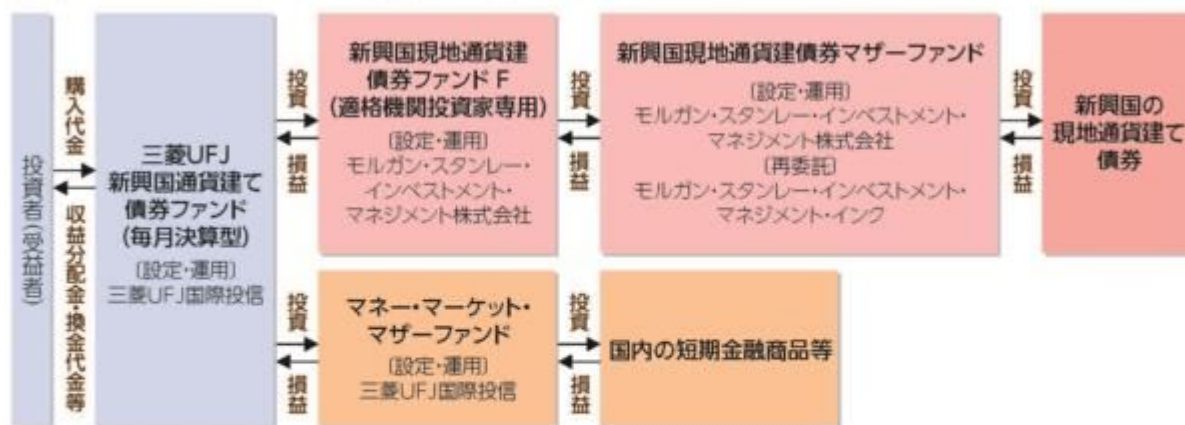 投資者(受益者)
購入代金
収益分配金・換金代金等
三菱UFJ
新興国通貨建て
債券ファンド
(毎月決算型)
(設定・運用)
三菱UFJ国際投信
投資
損益
新興国現地通貨建
債券ファンドF
(適格機関投資家専用)
(設定・運用)
モルガン・スタンレー・
インベストメント・
マネジメント株式会社
投資
損益
新興国現地通貨建債券マザーファンド
(設定・運用)
モルガン・スタンレー・インベストメント・
マネジメント株式会社
(再委託)
モルガン・スタンレー・インベストメント・
マネジメント・インク
投資
損益
新興国の
現地通貨建て
債券
投資
損益
マネー・マーケット・
マザーファンド
(設定・運用)
三菱UFJ国際投信
投資
損益
国内の短期金融商品等